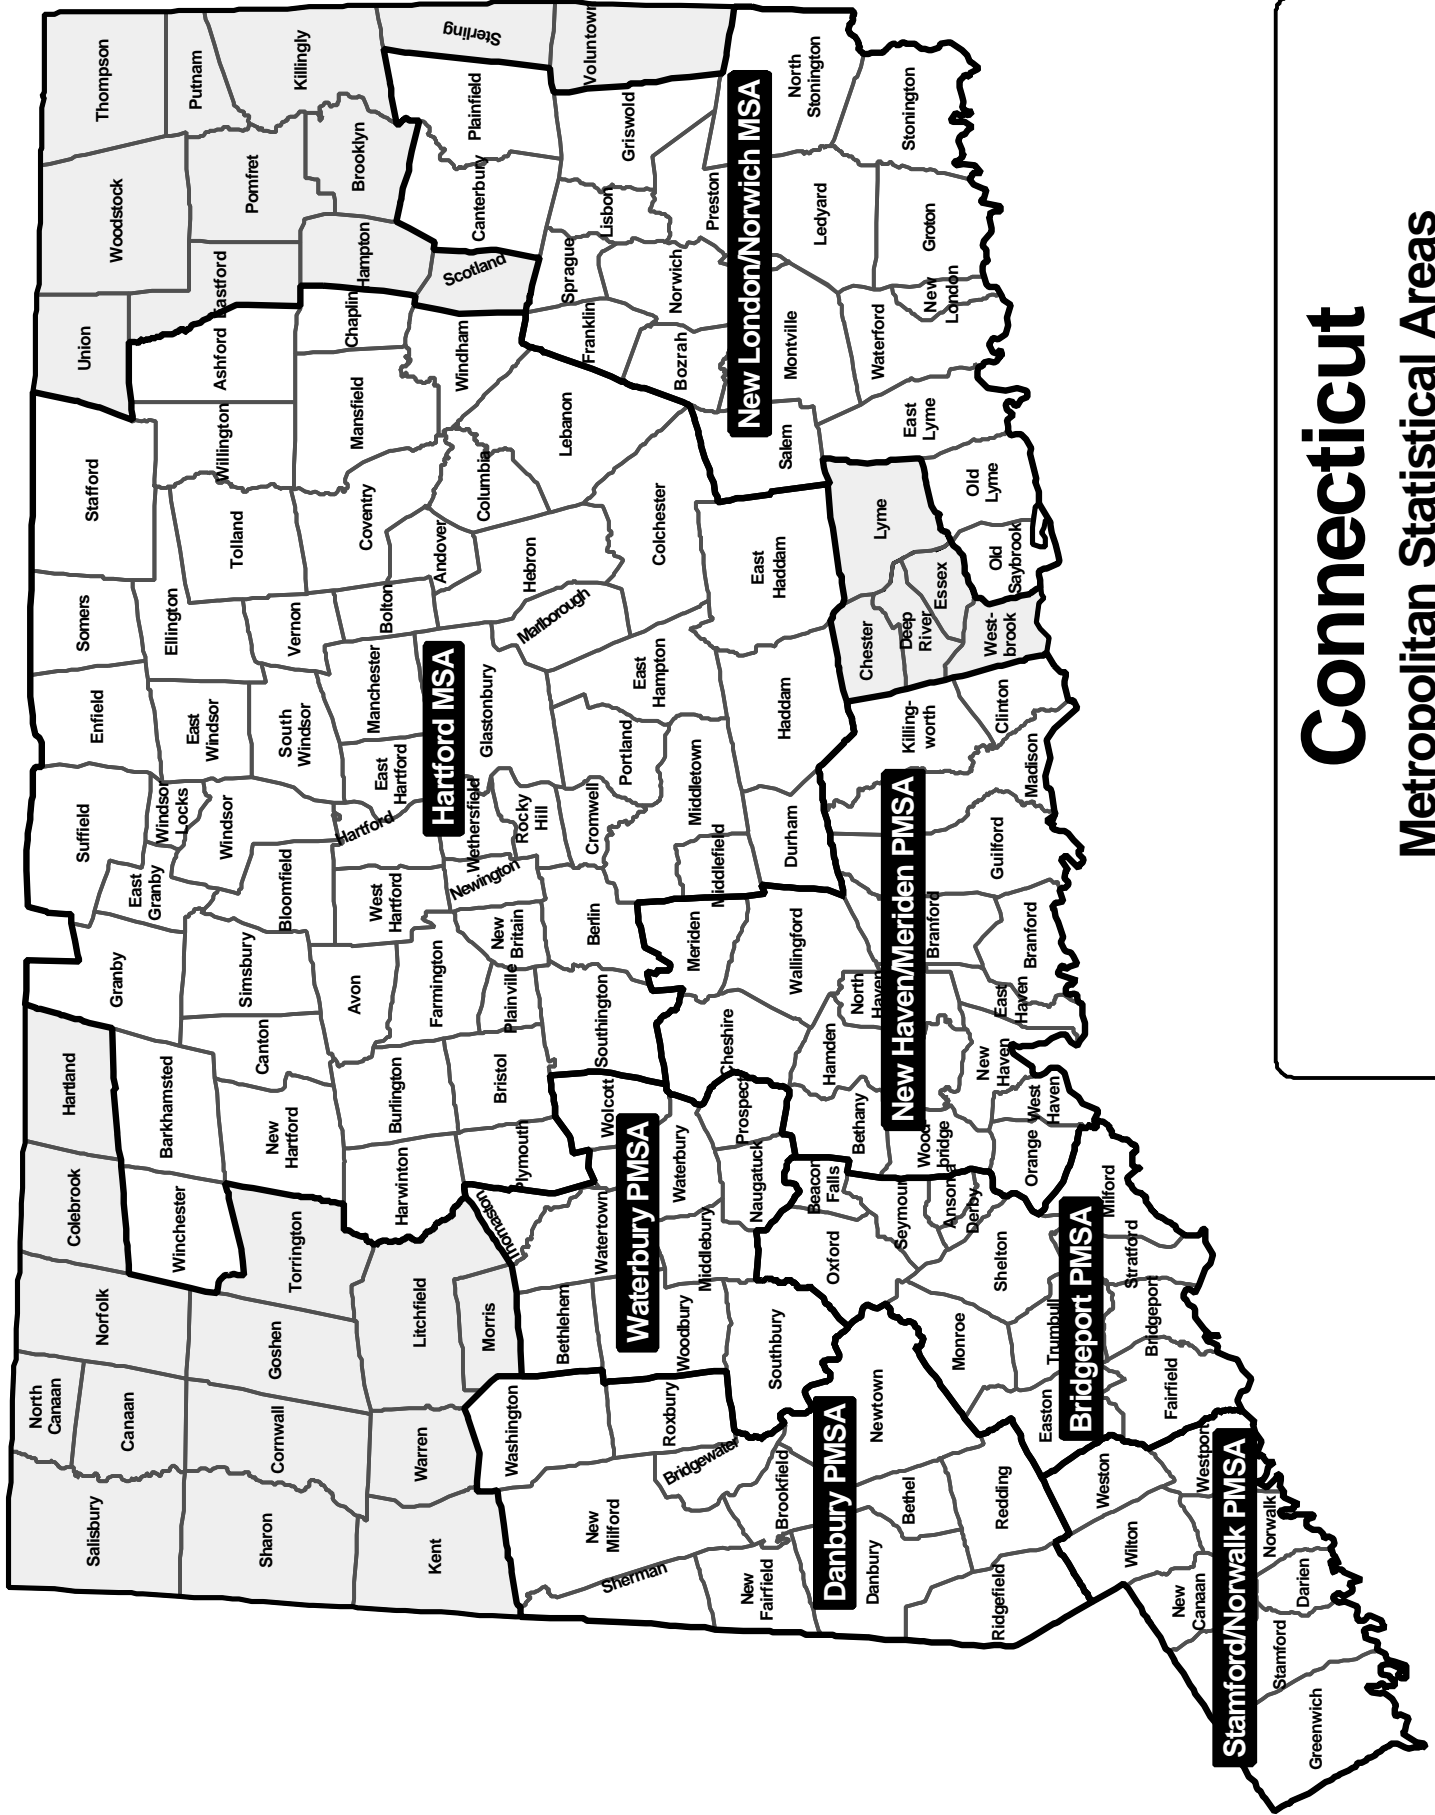 Salisbury
North
Canaan
Canaan
Norfolk
Colebrook
Hartland
Granby
Suffield
East
Granby
Windsor
Locks
Enfield
Somers
Stafford
Union
Woodstock
Thompson
Sharon
Cornwall
Goshen
Winchester
Barkhamsted
Torrington
New
Hartford
Canton
Simsbury
Bloomfield
Windsor
East
Windsor
Ellington
Tolland
Willington
Ashford
Eastford
Pomfret
Putnam
Killingly
Kent
Warren
Litchfield
Morris
Harwinton
Burlington
Avon
Farmington
West
Hartford
Hartford
East
Hartford
South
Windsor
Manchester
Vernon
Bolton
Coventry
Andover
Mansfield
Chaplin
Hampton
Brooklyn
Hartford MSA
Windham
Scotland
Canterbury
Plainfield
Sterling
Washington
Bethlehem
Thomaston
Plymouth
Bristol
Plainville
New
Britain
Newington
Wethersfield
Rocky
Hill
Glastonbury
Marlborough
Hebron
Columbia
Lebanon
Franklin
Sprague
Lisbon
Griswold
Voluntown
New
Milford
Sherman
Roxbury
Bridgewater
Woodbury
Watertown
Waterbury PMSA
Wolcott
Waterbury
Middlebury
Southington
Berlin
Cromwell
Portland
East
Hampton
Colchester
Bozrah
Norwich
Preston
New London/Norwich MSA
North
Stonington
New
Fairfield
Brookfield
Southbury
Naugatuck
Prospect
Cheshire
Meriden
Middlefield
Middletown
Wallingford
Durham
Haddam
East
Haddam
Salem
Montville
Ledyard
Stonington
Danbury PMSA
Danbury
Bethel
Newtown
Oxford
Beacon
Falls
Bethany
Hamden
North
Haven
New Haven/Meriden PMSA
Killing-
worth
Chester
Deep
River
Essex
Lyme
East
Lyme
Waterford
New
London
Groton
Ridgefield
Redding
Monroe
Shelton
Seymour
Ansonia
Derby
Wood
bridge
New
Haven
East
Haven
Branford
Branford
Guilford
Madison
Clinton
West-
brook
Old
Saybrook
Old
Lyme
Easton
Trumbull
Bridgeport PMSA
Orange
West
Haven
Milford
Stratford
Bridgeport
Fairfield
Weston
Wilton
Westport
New
Canaan
Stamford/Norwalk PMSA
Norwalk
Darien
Stamford
Greenwich
Connecticut
Metropolitan Statistical Areas